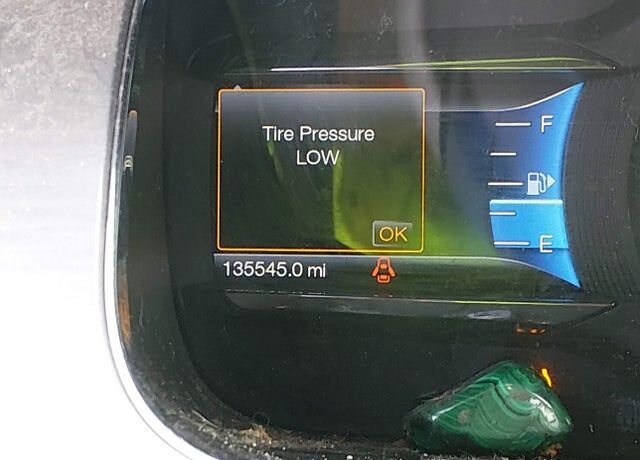 Tire Pressure
LOW
OK
135545.0 mi
F
E